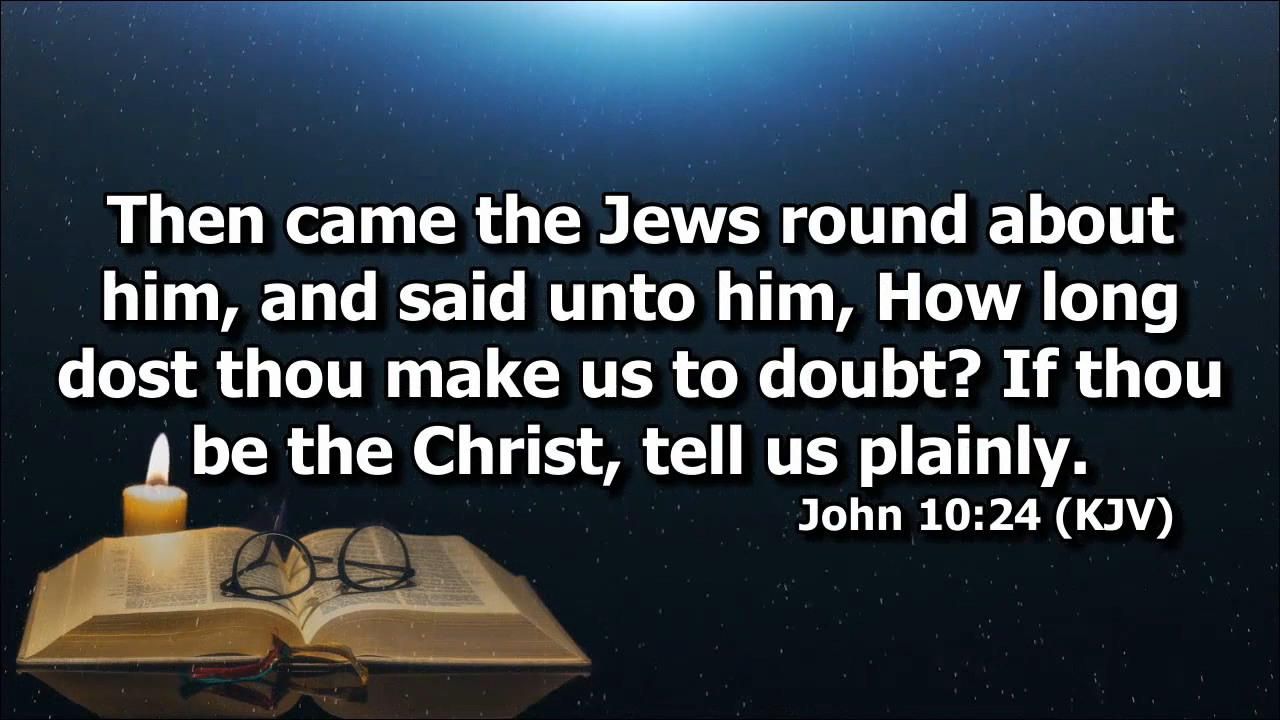 Then came the Jews round about
him, and said unto him, How long
dost thou make us to doubt? If thou
be the Christ, tell us plainly.
John 10:24 (KJV)